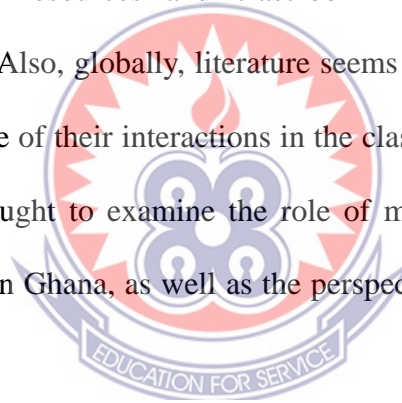 Also, globally, literature seems
of their interactions in the clas
ught to examine the role of m
n Ghana, as well as the perspec
EDUCATION FOR SERVICE